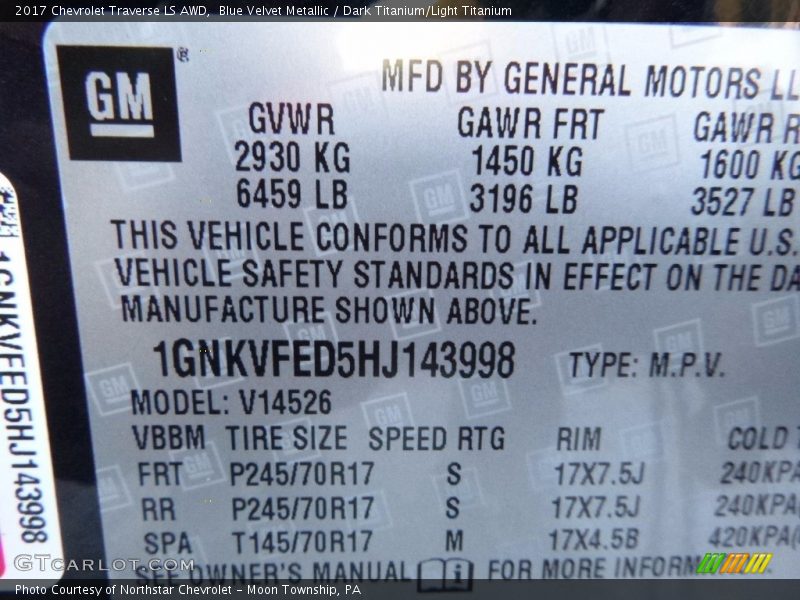 2017 Chevrolet Traverse LS AWD, Blue Velvet Metallic / Dark Titanium/Light Titanium
GM ®
MFD BY GENERAL MOTORS LL
GVWR GAWR FRT GAWR R
2930 KG 1450 KG 1600 KG
6459 LB 3196 LB 3527 LB
THIS VEHICLE CONFORMS TO ALL APPLICABLE U.S.
VEHICLE SAFETY STANDARDS IN EFFECT ON THE DA
MANUFACTURE SHOWN ABOVE.
1GNKVFED5HJ143998 TYPE: M.P.V.
MODEL: V14526
VBBM TIRE SIZE SPEED RTG RIM COLD T
FRT P245/70R17 S 17X7.5J 240KPA
RR P245/70R17 S 17X7.5J 240KPA
SPA T145/70R17 M 17X4.5B 420KPA(
SEE OWNER'S MANUAL i FOR MORE INFORM
1GNKVFED5HJ143998
GTCARLOT.COM
Photo Courtesy of Northstar Chevrolet - Moon Township, PA